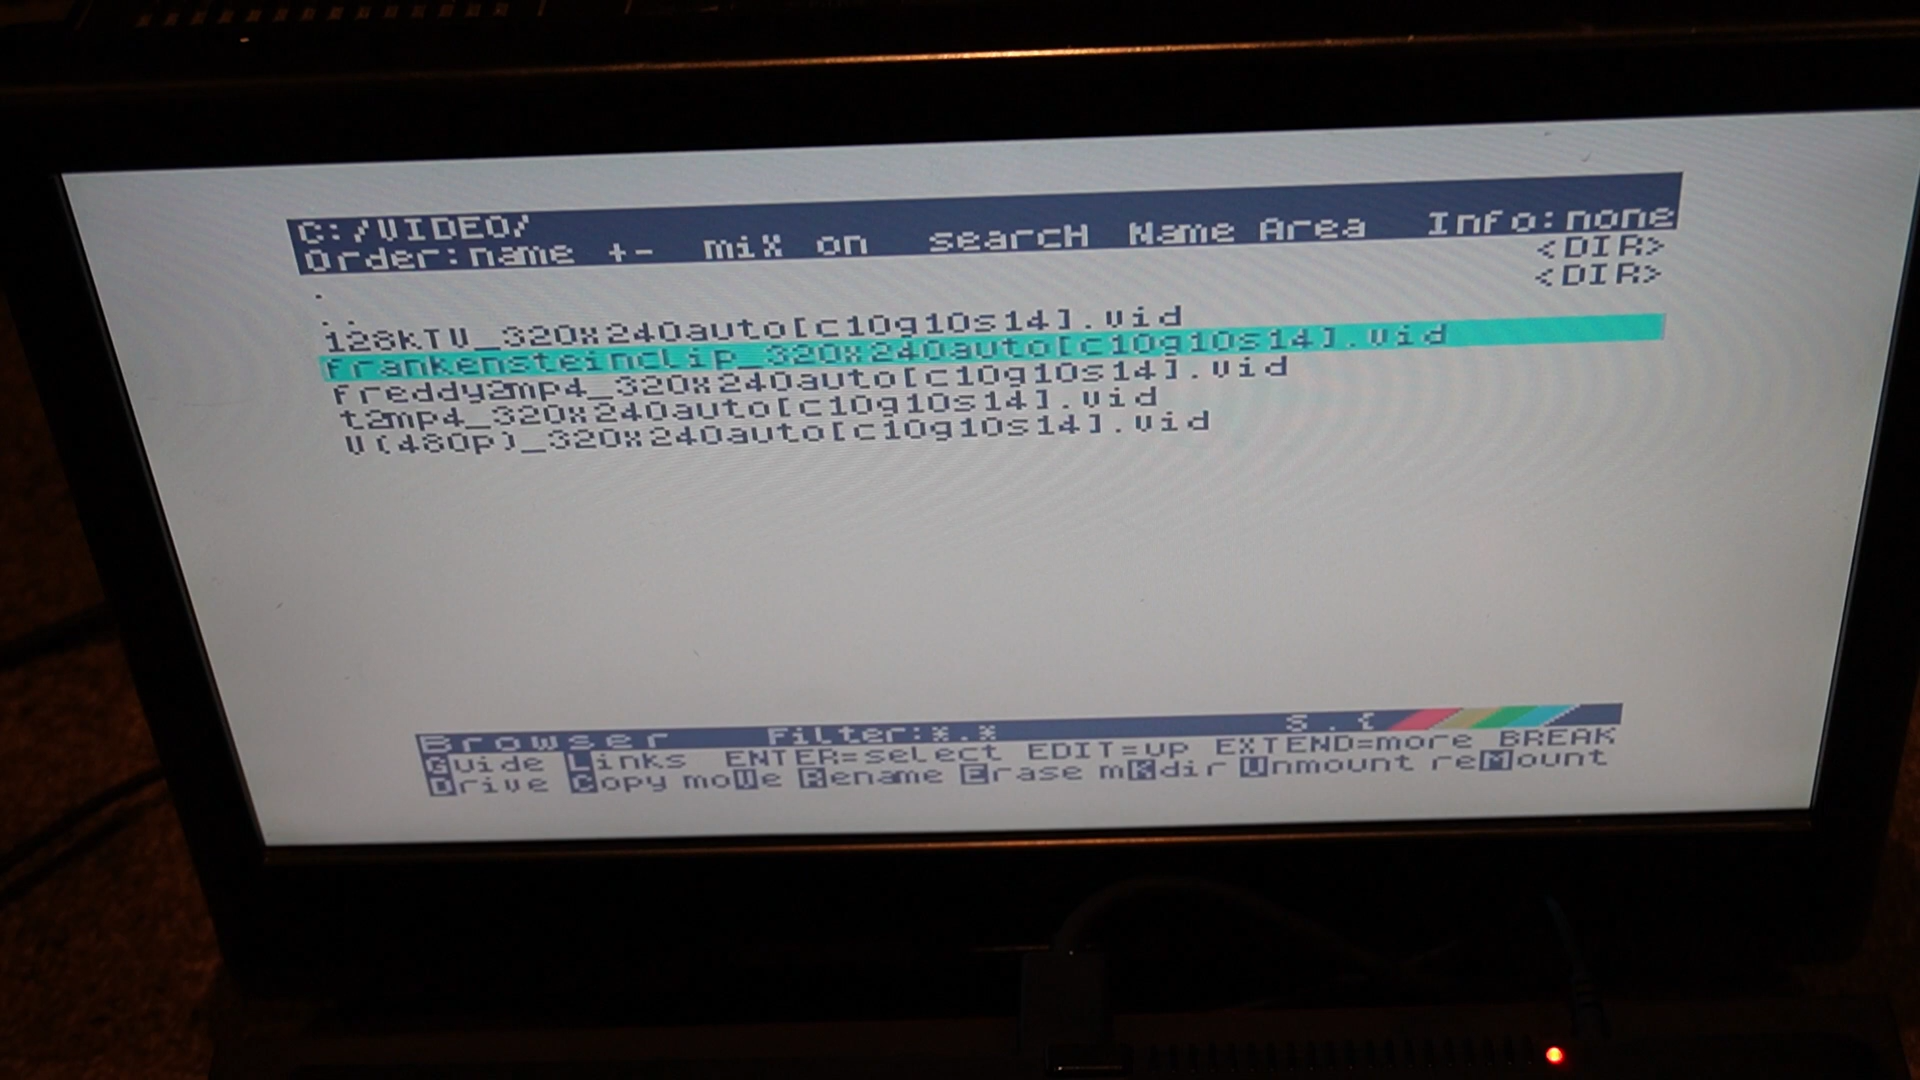 C:/VIDEO/
Order:name +- miX on searcH Name Area Info:none
. <DIR>
.. <DIR>
128kTV_320x240auto[c10g10s14].vid
frankensteinclip_320x240auto[c10g10s14].vid
freddy2mp4_320x240auto[c10g10s14].vid
t2mp4_320x240auto[c10g10s14].vid
V(480p)_320x240auto[c10g10s14].vid
Browser Filter:*.*
Guide Links ENTER=select EDIT=up EXTEND=more BREAK
Drive Copy moVe Rename Erase mKdir Unmount reMount